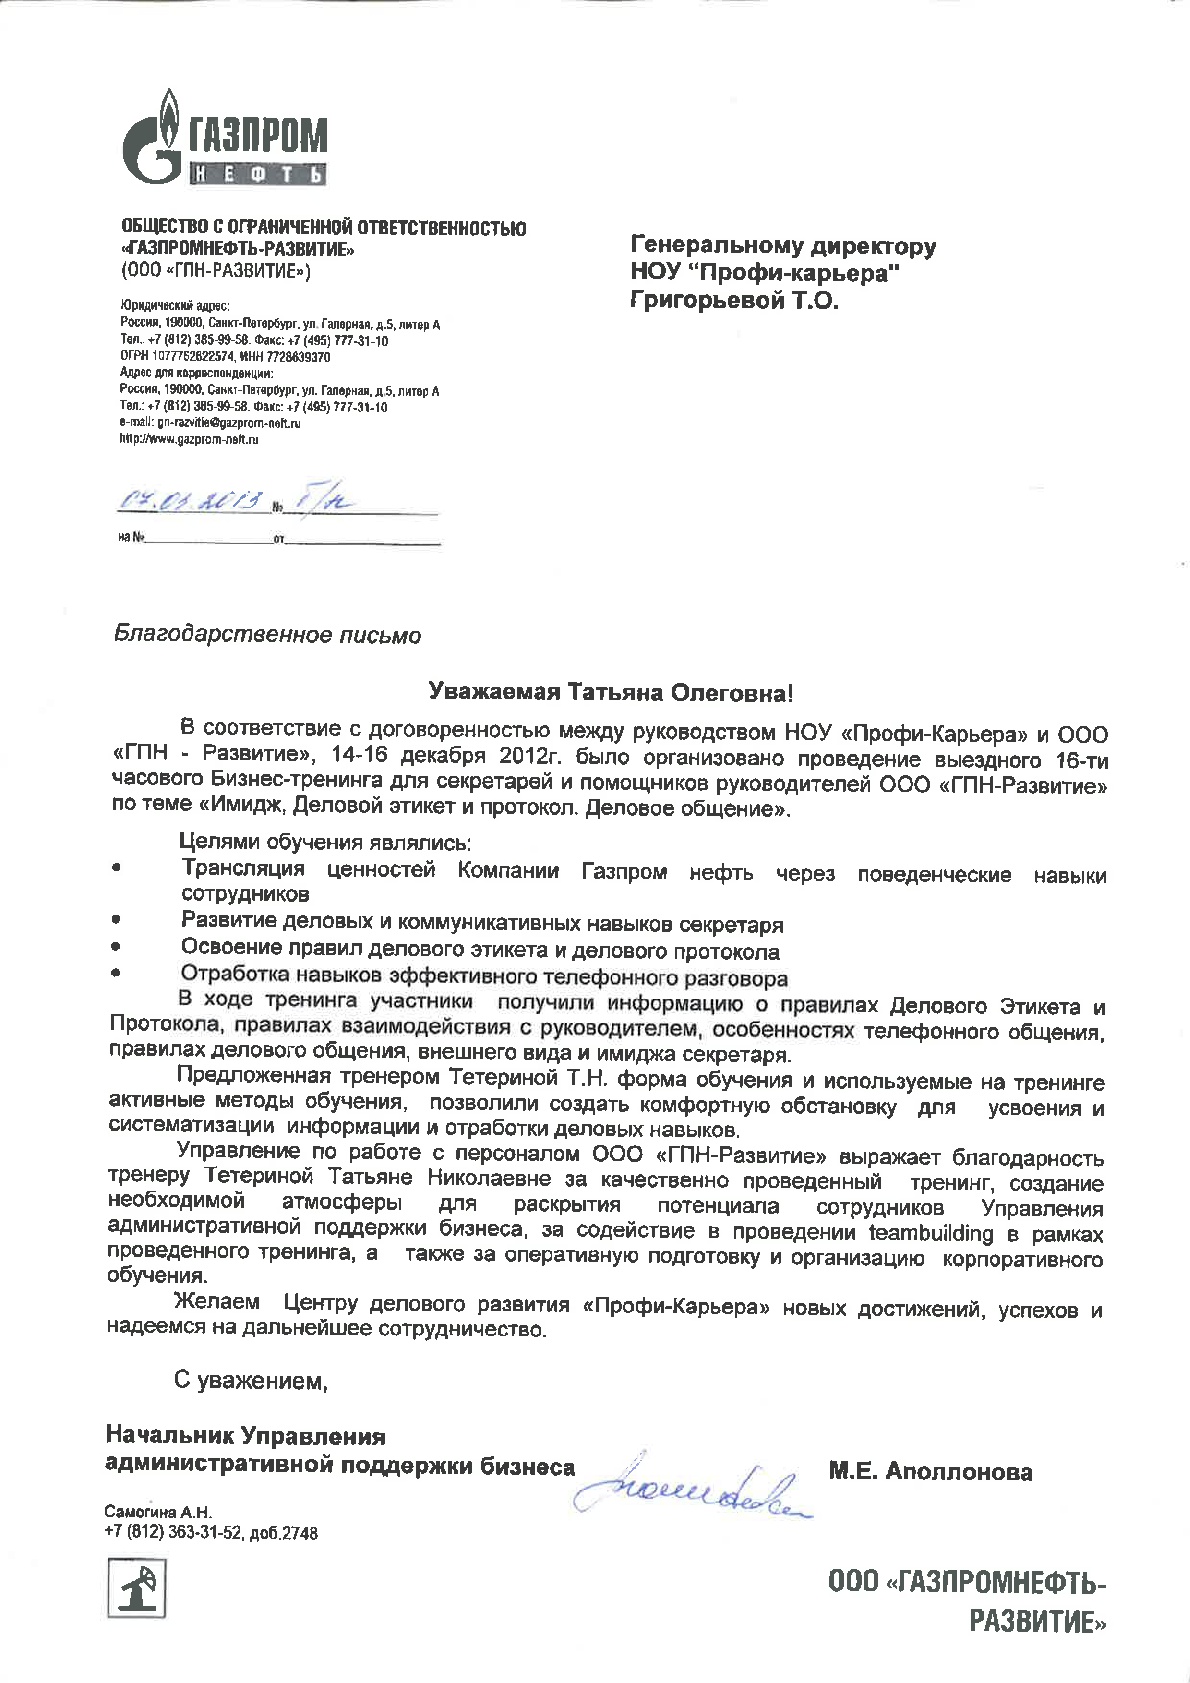 ГАЗПРОМ
НЕФТЬ
ОБЩЕСТВО С ОГРАНИЧЕННОЙ ОТВЕТСТВЕННОСТЬЮ
«ГАЗПРОМНЕФТЬ-РАЗВИТИЕ»
(ООО «ГПН-РАЗВИТИЕ»)
Юридический адрес:
Россия, 190000, Санкт-Петербург, ул. Галерная, д.5, литер А
Тел.: +7 (812) 385-99-58. Факс: +7 (495) 777-31-10
ОГРН 1077762622574, ИНН 7728639370
Адрес для корреспонденции:
Россия, 190000, Санкт-Петербург, ул. Галерная, д.5, литер А
Тел.: +7 (812) 385-99-58. Факс: +7 (495) 777-31-10
e-mail: gn-razvitie@gazprom-neft.ru
http://www.gazprom-neft.ru
07.03.2013 № б/н
на № от
Генеральному директору
НОУ "Профи-карьера"
Григорьевой Т.О.
Благодарственное письмо
Уважаемая Татьяна Олеговна!
В соответствие с договоренностью между руководством НОУ «Профи-Карьера» и ООО
«ГПН - Развитие», 14-16 декабря 2012г. было организовано проведение выездного 16-ти
часового Бизнес-тренинга для секретарей и помощников руководителей ООО «ГПН-Развитие»
по теме «Имидж, Деловой этикет и протокол. Деловое общение».
Целями обучения являлись:
• Трансляция ценностей Компании Газпром нефть через поведенческие навыки
сотрудников
• Развитие деловых и коммуникативных навыков секретаря
• Освоение правил делового этикета и делового протокола
• Отработка навыков эффективного телефонного разговора
В ходе тренинга участники получили информацию о правилах Делового Этикета и
Протокола, правилах взаимодействия с руководителем, особенностях телефонного общения,
правилах делового общения, внешнего вида и имиджа секретаря.
Предложенная тренером Тетериной Т.Н. форма обучения и используемые на тренинге
активные методы обучения, позволили создать комфортную обстановку для усвоения и
систематизации информации и отработки деловых навыков.
Управление по работе с персоналом ООО «ГПН-Развитие» выражает благодарность
тренеру Тетериной Татьяне Николаевне за качественно проведенный тренинг, создание
необходимой атмосферы для раскрытия потенциала сотрудников Управления
административной поддержки бизнеса, за содействие в проведении teambuilding в рамках
проведенного тренинга, а также за оперативную подготовку и организацию корпоративного
обучения.
Желаем Центру делового развития «Профи-Карьера» новых достижений, успехов и
надеемся на дальнейшее сотрудничество.
С уважением,
Начальник Управления
административной поддержки бизнеса
М.Е. Аполлонова
Самогина А.Н.
+7 (812) 363-31-52, доб.2748
ООО «ГАЗПРОМНЕФТЬ-
РАЗВИТИЕ»